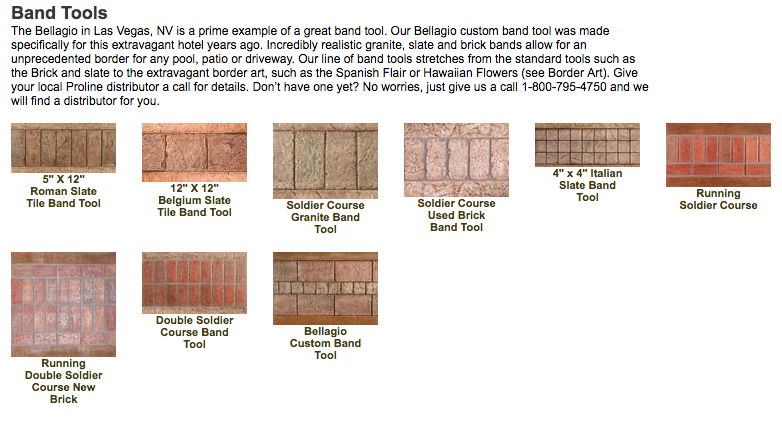 Band Tools
The Bellagio in Las Vegas, NV is a prime example of a great band tool. Our Bellagio custom band tool was made
specifically for this extravagant hotel years ago. Incredibly realistic granite, slate and brick bands allow for an
unprecedented border for any pool, patio or driveway. Our line of band tools stretches from the standard tools such as
the Brick and slate to the extravagant border art, such as the Spanish Flair or Hawaiian Flowers (see Border Art). Give
your local Proline distributor a call for details. Don't have one yet? No worries, just give us a call 1-800-795-4750 and we
will find a distributor for you.
5" X 12"
Roman Slate
Tile Band Tool
12" X 12"
Belgium Slate
Tile Band Tool
Soldier Course
Granite Band
Tool
Soldier Course
Used Brick
Band Tool
4" x 4" Italian
Slate Band
Tool
Running
Soldier Course
Running
Double Soldier
Course New
Brick
Double Soldier
Course Band
Tool
Bellagio
Custom Band
Tool